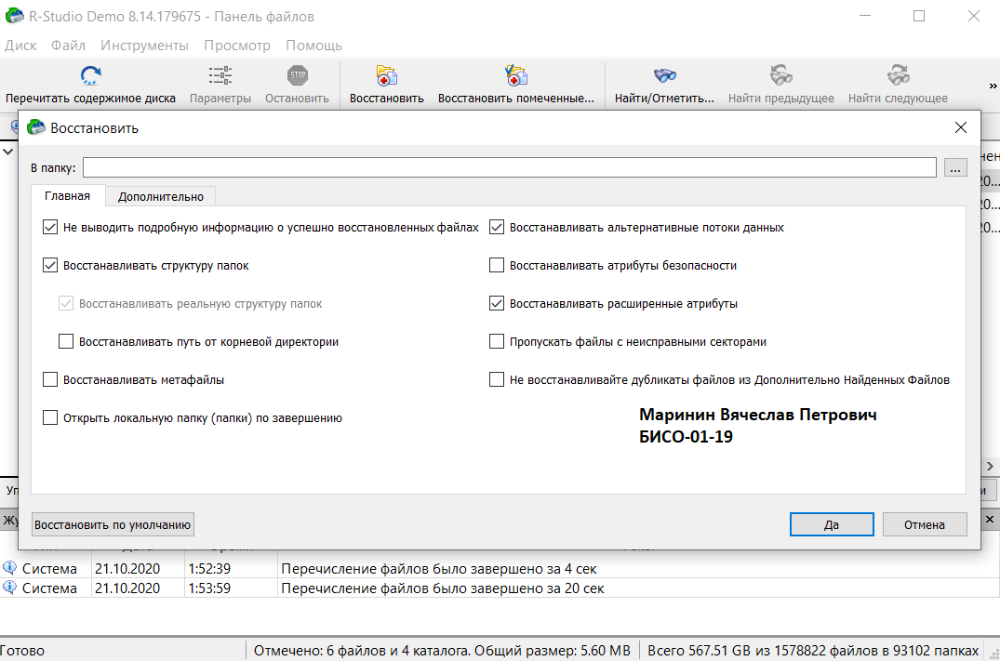 R-Studio Demo 8.14.179675 - Панель файлов
Диск Файл Инструменты Просмотр Помощь
STOP
Перечитать содержимое диска Параметры Остановить Восстановить Восстановить помеченные... Найти/Отметить... Найти предыдущее Найти следующее »
Восстановить
В папку: ...
Главная Дополнительно
Не выводить подробную информацию о успешно восстановленных файлах
Восстанавливать альтернативные потоки данных
Восстанавливать структуру папок
Восстанавливать атрибуты безопасности
Восстанавливать реальную структуру папок
Восстанавливать расширенные атрибуты
Восстанавливать путь от корневой директории
Пропускать файлы с неисправными секторами
Восстанавливать метафайлы
Не восстанавливайте дубликаты файлов из Дополнительно Найденных Файлов
Открыть локальную папку (папки) по завершению
Маринин Вячеслав Петрович
БИСО-01-19
Восстановить по умолчанию Да Отмена
Система 21.10.2020 1:52:39 Перечисление файлов было завершено за 4 сек
Система 21.10.2020 1:53:59 Перечисление файлов было завершено за 20 сек
Готово Отмечено: 6 файлов и 4 каталога. Общий размер: 5.60 MB Всего 567.51 GB из 1578822 файлов в 93102 папках